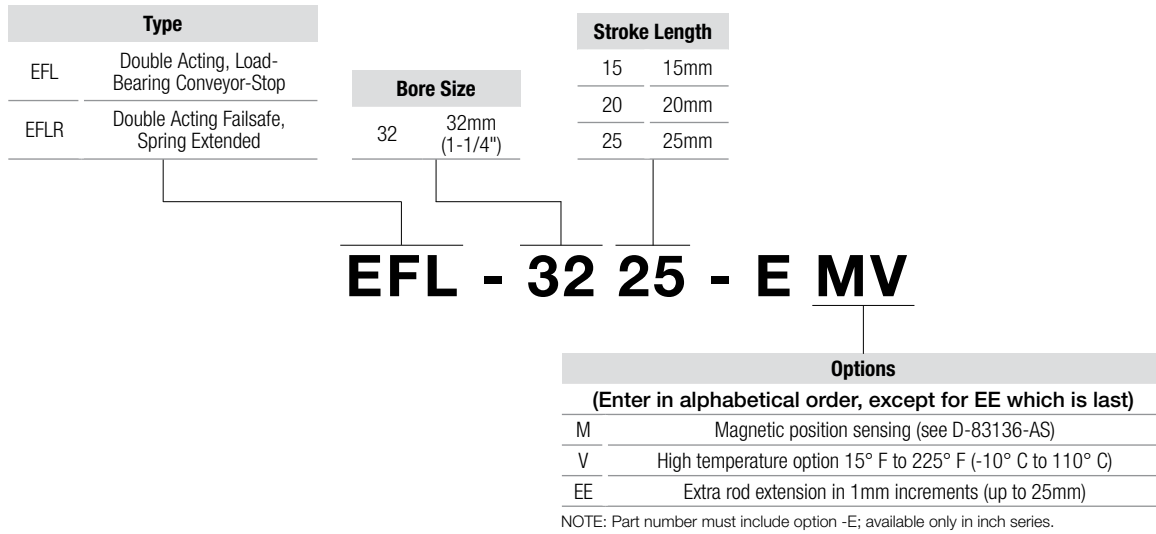 Type
EFL Double Acting, Load-
Bearing Conveyor-Stop
EFLR Double Acting Failsafe,
Spring Extended
Bore Size
32 32mm
(1-1/4")
Stroke Length
15 15mm
20 20mm
25 25mm
EFL - 32 25 - E MV
Options
(Enter in alphabetical order, except for EE which is last)
M Magnetic position sensing (see D-83136-AS)
V High temperature option 15° F to 225° F (-10° C to 110° C)
EE Extra rod extension in 1mm increments (up to 25mm)
NOTE: Part number must include option -E; available only in inch series.